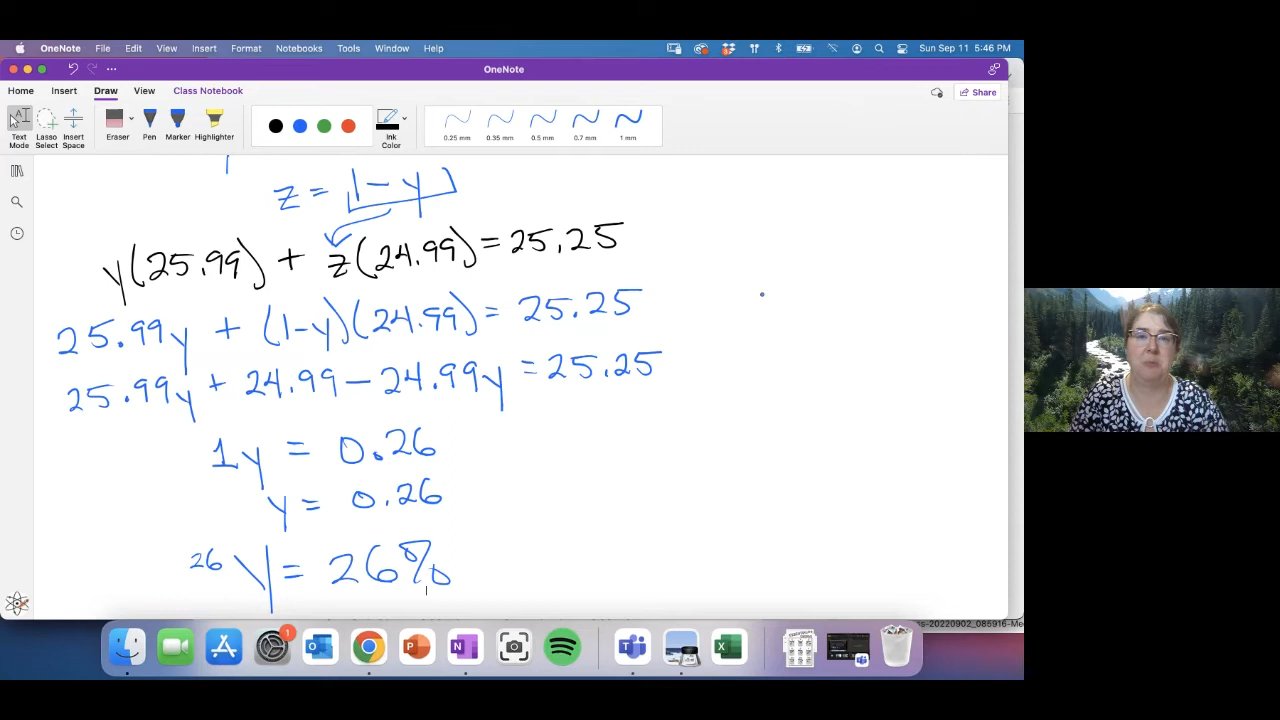 OneNote File Edit View Insert Format Notebooks Tools Window Help Sun Sep 11 5:46 PM
OneNote
Home Insert Draw View Class Notebook Share
Text Mode Lasso Select Insert Space Eraser Pen Marker Highlighter Ink Color 0.25 mm 0.35 mm 0.5 mm 0.7 mm 1 mm
z = 1 - y
y(25.99) + z(24.99) = 25.25
25.99y + (1-y)(24.99) = 25.25
25.99y + 24.99 - 24.99y = 25.25
1y = 0.26
y = 0.26
26 Y = 26%
1